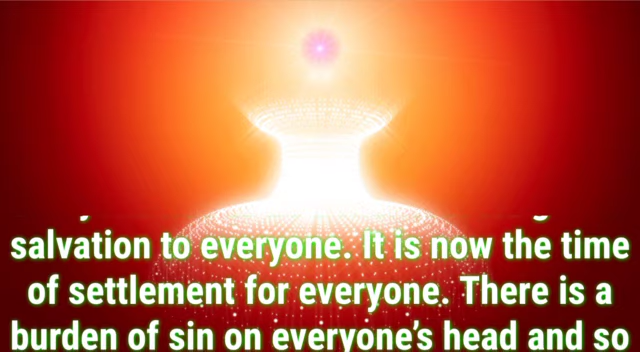 salvation to everyone. It is now the time
of settlement for everyone. There is a
burden of sin on everyone's head and so